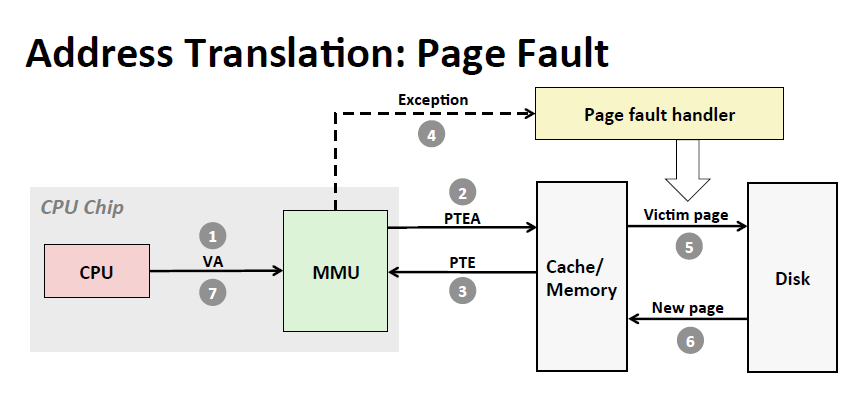 Address Translation: Page Fault
Exception
4
Page fault handler
CPU Chip
2
PTEA
1
VA
7
CPU
MMU
PTE
3
Cache/
Memory
Victim page
5
New page
6
Disk